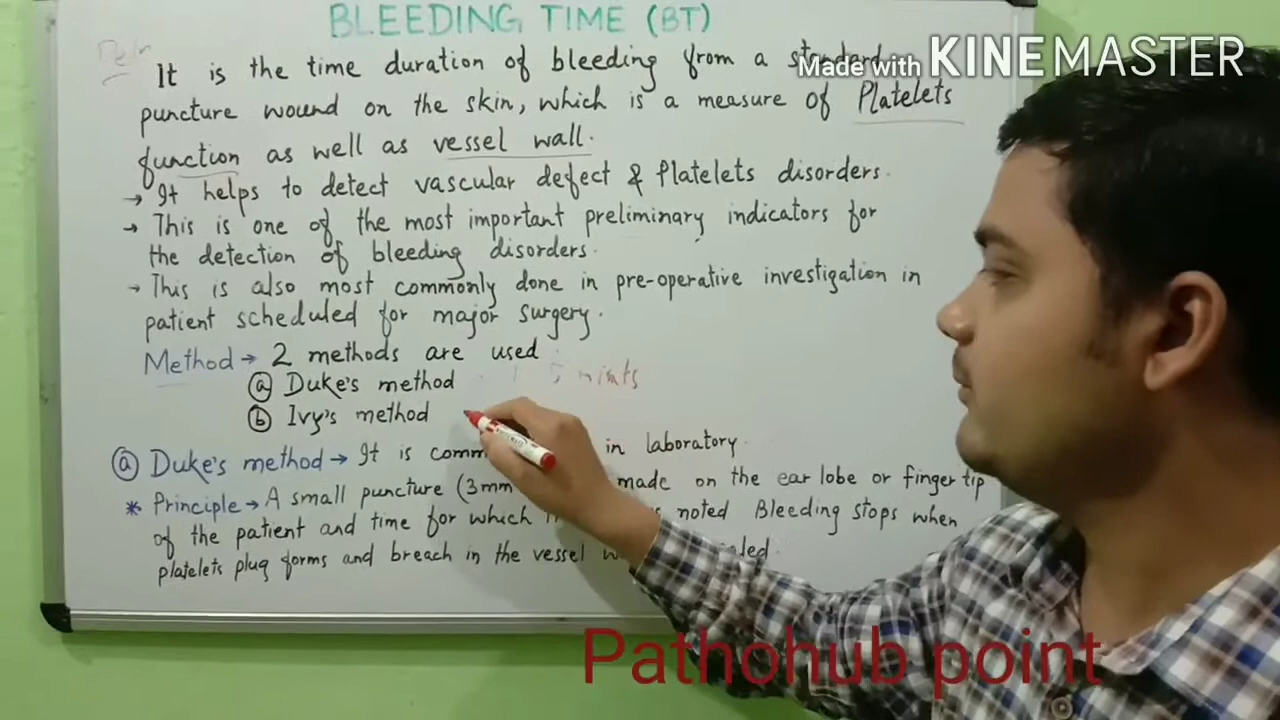 BLEEDING TIME (BT)
Made with KINEMASTER
It is the time duration of bleeding from a
puncture wound on the skin, which is a measure of Platelets
function as well as vessel wall.
→ It helps to detect vascular defect & Platelets disorders.
→ This is one of the most important preliminary indicators for
the detection of bleeding disorders.
→ This is also most commonly done in pre-operative investigation in
patient scheduled for major surgery.
Method → 2 methods are used
ⓐ Duke's method
ⓑ Ivy's method
ⓐ Duke's method → It is in laboratory.
* Principle → A small puncture (3mm made on the ear lobe or finger tip
of the patient and time for which noted Bleeding stops when
platelets plug forms and breach in the vessel
Pathohub point